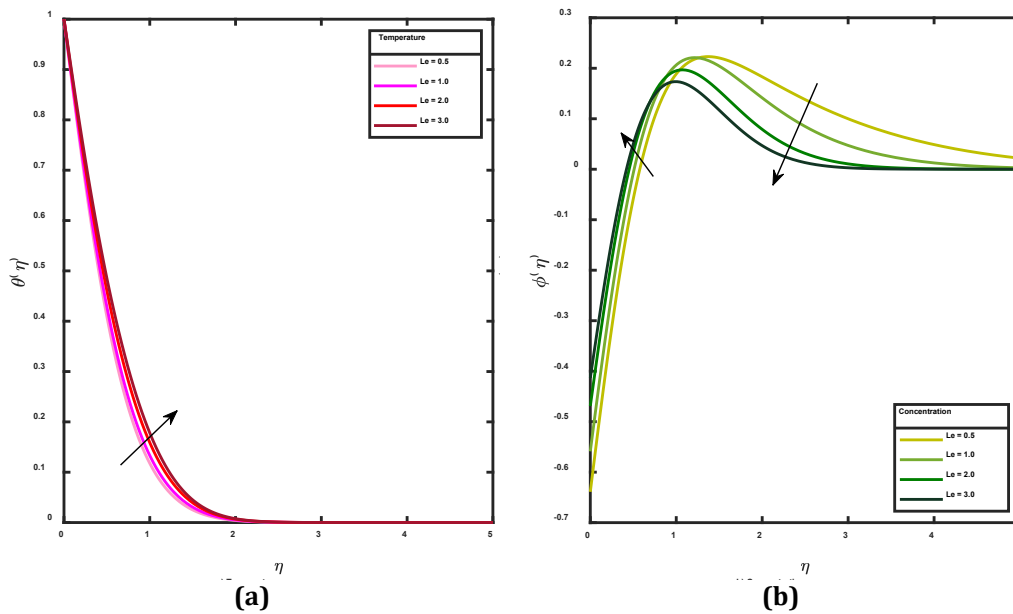 1
0.9
0.8
0.7
0.6
0.5
0.4
0.3
0.2
0.1
0
θ(η)
Temperature
Le = 0.5
Le = 1.0
Le = 2.0
Le = 3.0
0 1 2 3 4 5
η
(a)
0.3
0.2
0.1
0
-0.1
-0.2
-0.3
-0.4
-0.5
-0.6
-0.7
ϕ(η)
Concentration
Le = 0.5
Le = 1.0
Le = 2.0
Le = 3.0
0 1 2 3 4
η
(b)